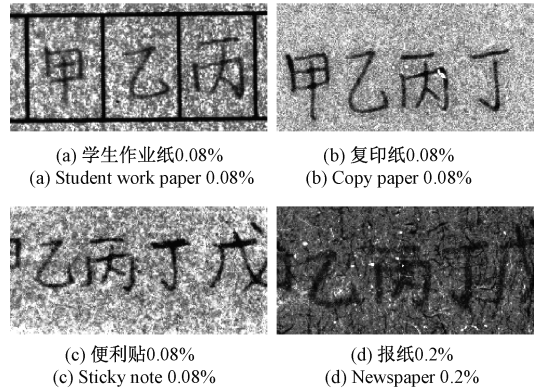 甲乙丙
甲乙丙丁
(a) 学生作业纸0.08%
(a) Student work paper 0.08%
(b) 复印纸0.08%
(b) Copy paper 0.08%
乙丙丁戊
乙丙丁
(c) 便利贴0.08%
(c) Sticky note 0.08%
(d) 报纸0.2%
(d) Newspaper 0.2%